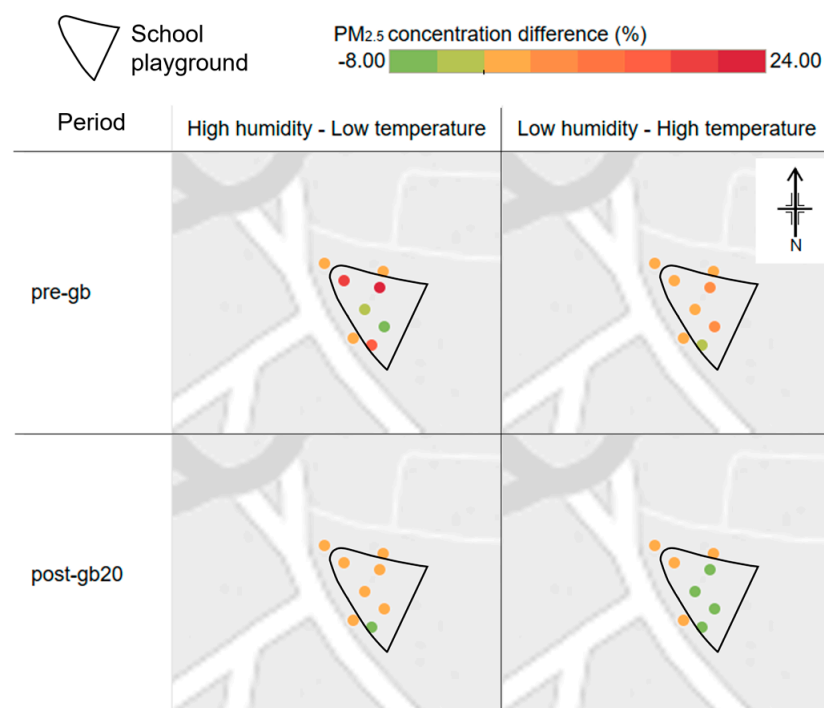 School
playground
PM2.5 concentration difference (%)
-8.00
24.00
Period
High humidity - Low temperature
Low humidity - High temperature
N
pre-gb
post-gb20